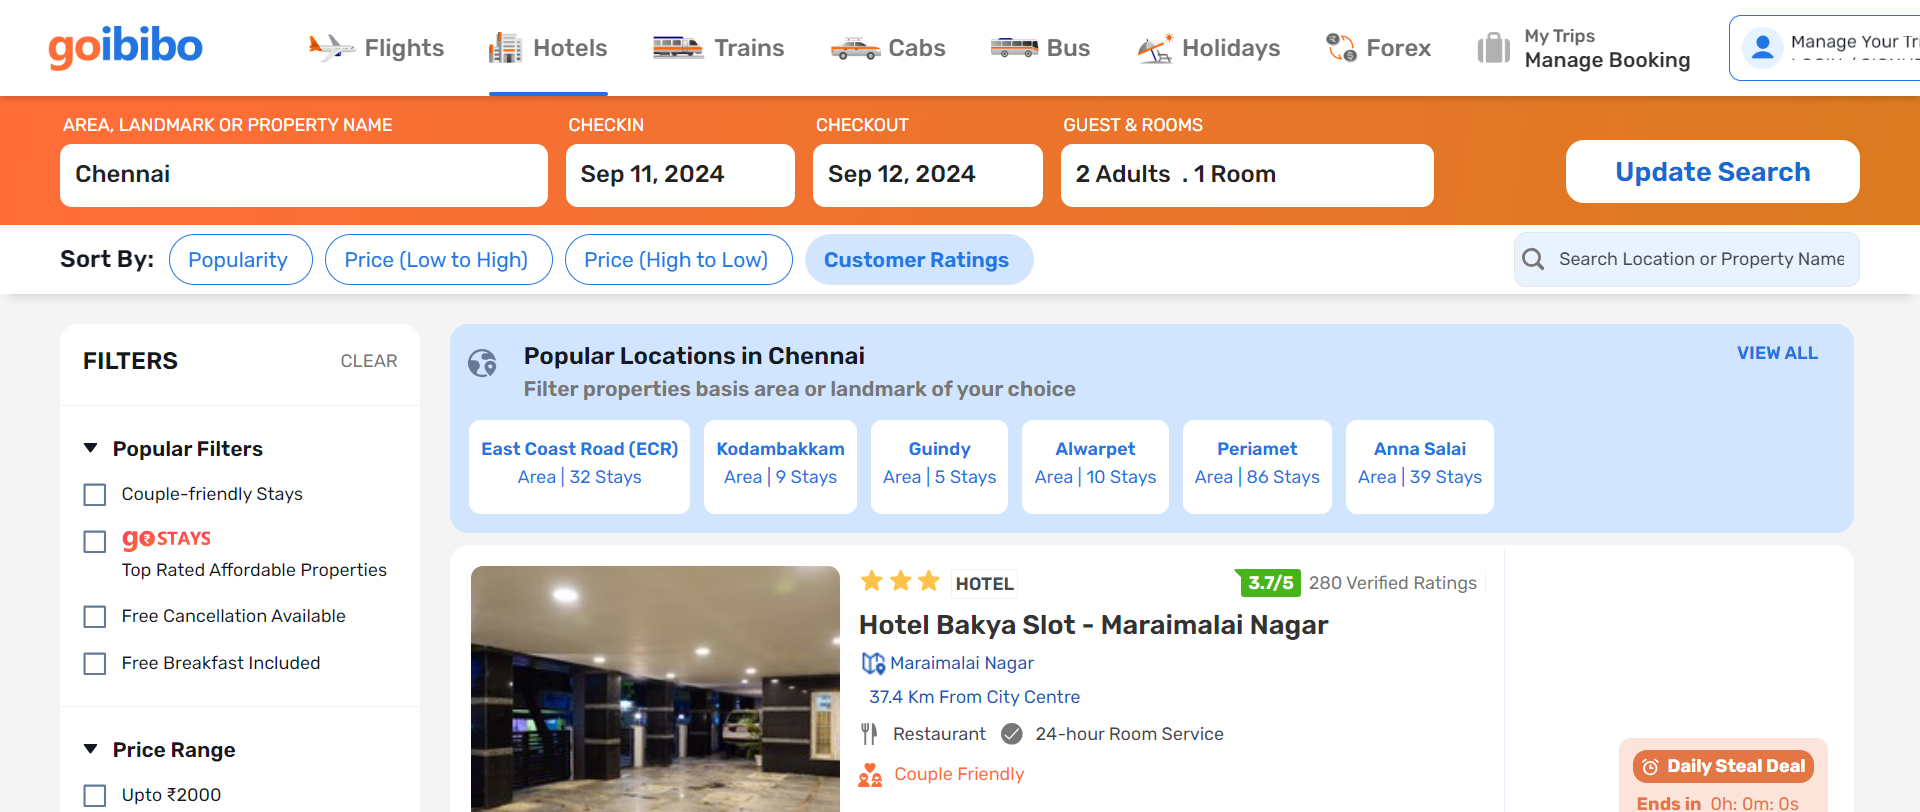 goibibo
Flights
Hotels
Trains
Cabs
Bus
Holidays
Forex
My Trips
Manage Booking
Manage Your Tri
AREA, LANDMARK OR PROPERTY NAME
Chennai
CHECKIN
Sep 11, 2024
CHECKOUT
Sep 12, 2024
GUEST & ROOMS
2 Adults . 1 Room
Update Search
Sort By:
Popularity
Price (Low to High)
Price (High to Low)
Customer Ratings
Search Location or Property Name
FILTERS
CLEAR
Popular Filters
Couple-friendly Stays
go STAYS
Top Rated Affordable Properties
Free Cancellation Available
Free Breakfast Included
Price Range
Upto ₹2000
Popular Locations in Chennai
Filter properties basis area or landmark of your choice
VIEW ALL
East Coast Road (ECR)
Area | 32 Stays
Kodambakkam
Area | 9 Stays
Guindy
Area | 5 Stays
Alwarpet
Area | 10 Stays
Periamet
Area | 86 Stays
Anna Salai
Area | 39 Stays
HOTEL
3.7/5 280 Verified Ratings
Hotel Bakya Slot - Maraimalai Nagar
Maraimalai Nagar
37.4 Km From City Centre
Restaurant
24-hour Room Service
Couple Friendly
Daily Steal Deal
Ends in 0h: 0m: 0s